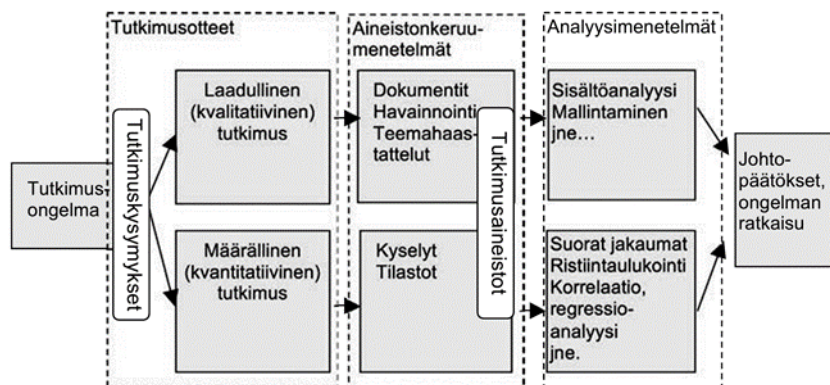 Tutkimusotteet
Aineistonkeruu-
menetelmät
Analyysimenetelmät
Tutkimus-
ongelma
Tutkimuskysymykset
Laadullinen
(kvalitatiivinen)
tutkimus
Määrällinen
(kvantitatiivinen)
tutkimus
Dokumentit
Havainnointi
Teemahaas-
tattelut
Kyselyt
Tilastot
Tutkimusaineistot
Sisältöanalyysi
Mallintaminen
jne...
Suorat jakaumat
Ristiintaulukointi
Korrelaatio,
regressio-
analyysi
jne.
Johto-
päätökset,
ongelman
ratkaisu